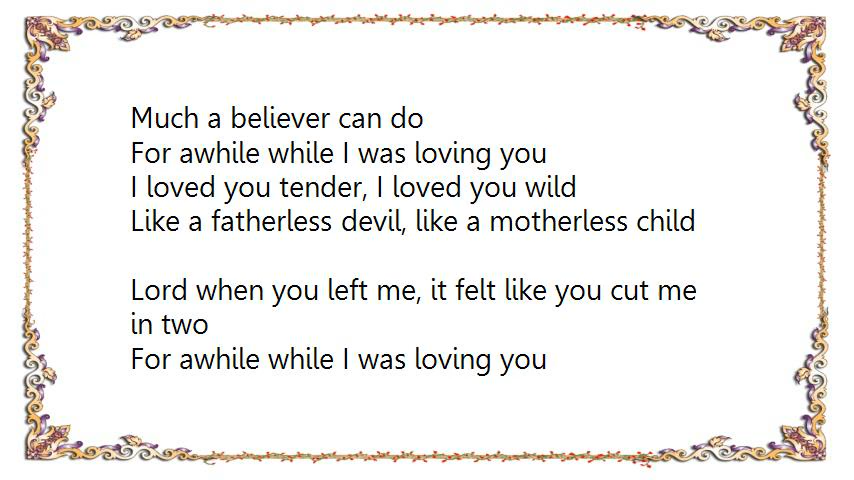 Much a believer can do
For awhile while I was loving you
I loved you tender, I loved you wild
Like a fatherless devil, like a motherless child
Lord when you left me, it felt like you cut me
in two
For awhile while I was loving you